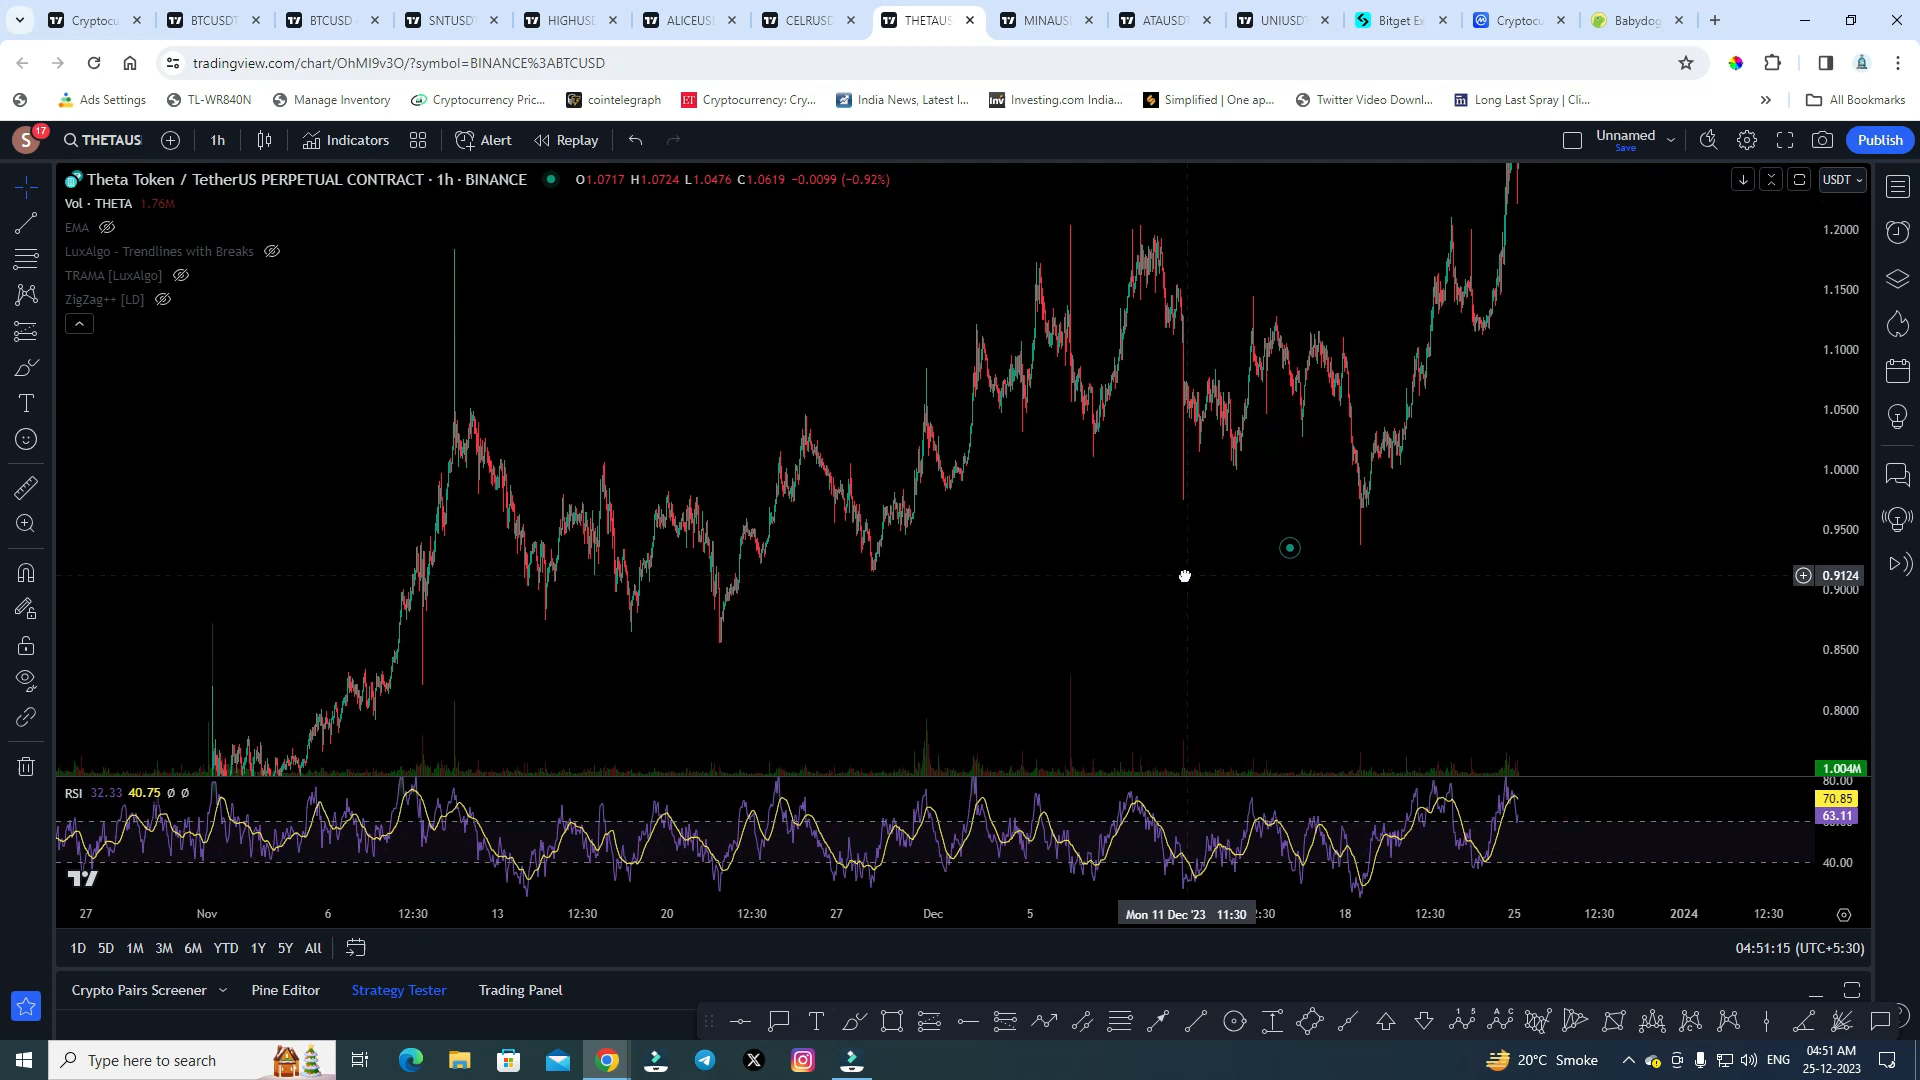 Cryptocu
BTCUSDT
BTCUSD
SNTUSD
HIGHUSD
ALICEUS
CELRUSD
THETAUS
MINAUS
ATAUSD
UNIUSDT
Bitget Ex
Cryptocu
Babydog
tradingview.com/chart/OhMI9v3O/?symbol=BINANCE%3ABTCUSD
Ads Settings
TL-WR840N
Manage Inventory
Cryptocurrency Pric...
cointelegraph
Cryptocurrency: Cry...
India News, Latest I...
Investing.com India...
Simplified | One ap...
Twitter Video Downl...
Long Last Spray | Cli...
All Bookmarks
S 17 THETAUS 1h Indicators Alert Replay Unnamed Save Publish
Theta Token / TetherUS PERPETUAL CONTRACT · 1h · BINANCE O1.0717 H1.0724 L1.0476 C1.0619 −0.0099 (−0.92%) USDT
Vol · THETA 1.76M
EMA
LuxAlgo - Trendlines with Breaks
TRAMA [LuxAlgo]
ZigZag++ [LD]
1.2000
1.1500
1.1000
1.0500
1.0000
0.9500
0.9124
0.9000
0.8500
0.8000
1.004M
80.00
RSI 32.33 40.75 Ø Ø
70.85
63.11
40.00
27 Nov 6 12:30 13 12:30 20 12:30 27 Dec 5 Mon 11 Dec '23 11:30 2:30 18 12:30 25 12:30 2024 12:30
1D 5D 1M 3M 6M YTD 1Y 5Y All 04:51:15 (UTC+5:30)
Crypto Pairs Screener Pine Editor Strategy Tester Trading Panel
Type here to search
20°C Smoke
ENG
04:51 AM
25-12-2023